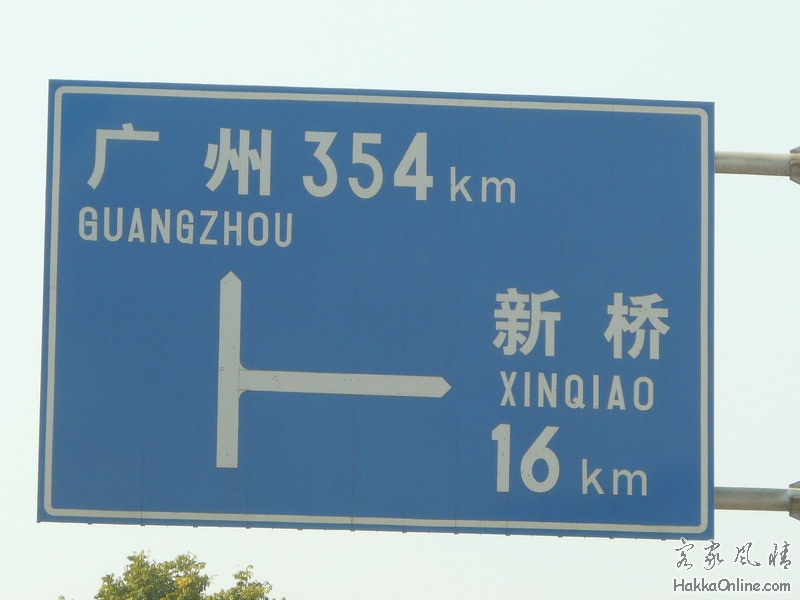 广州 354 km
GUANGZHOU
新桥
XINQIAO
16 km
客家风情
HakkaOnline.com